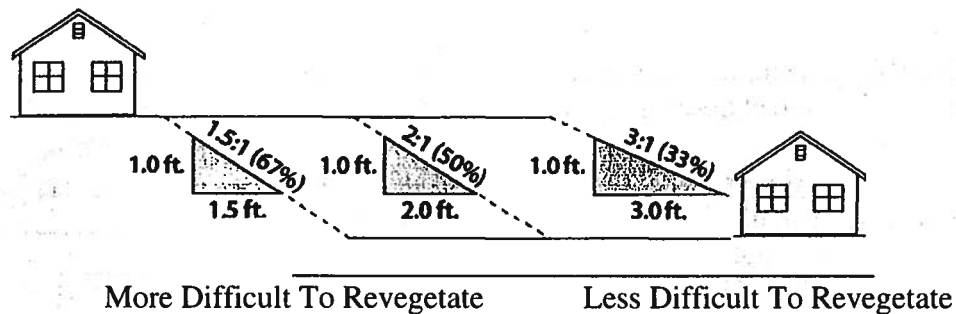 1.5:1 (67%)
1.0 ft.
1.5 ft.
2:1 (50%)
1.0 ft.
2.0 ft.
3:1 (33%)
1.0 ft.
3.0 ft.
More Difficult To Revegetate
Less Difficult To Revegetate